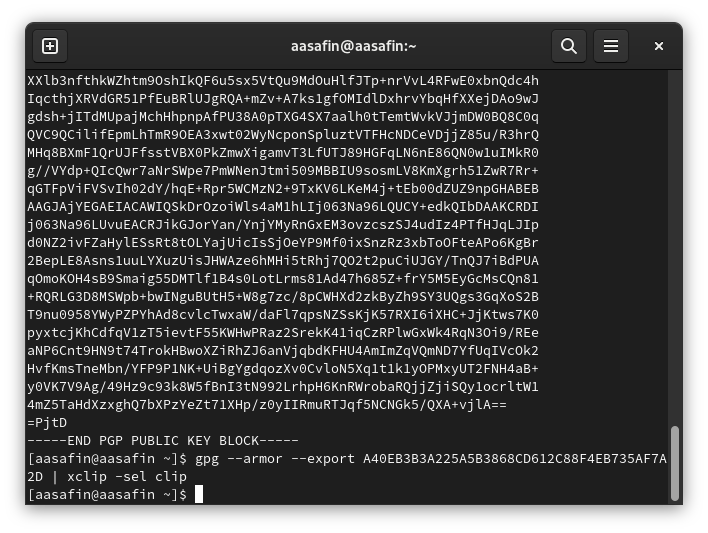 aasafin@aasafin:~
XXlb3nfthkWZhtm9OshIkQF6u5sx5VtQu9MdOuHlfJTp+nrVvL4RFwE0xbnQdc4h
IqcthjXRVdGR51PfEuBRlUJgRQA+mZv+A7ks1gfOMIdlDxhrvYbqHfXXejDAo9wJ
gdsh+jITdMUpajMchHhpnpAfPU38A0pTXG4SX7aalh0tTemtWvkVJjmDW0BQ8C0q
QVC9QCilifEpmLhTmR9OEA3xwt02WyNcponSpluztVTFHcNDCeVDjjZ85u/R3hrQ
MHq8BXmF1QrUJFfsstVBX0PkZmwXigamvT3LfUTJ89HGFqLN6nE86QN0w1uIMkR0
g//VYdp+QIcQwr7aNrSWpe7PmWNenJtmi509MBBIU9sosmLV8KmXgrh51ZwR7Rr+
qGTFpViFVSvIh02dY/hqE+Rpr5WCMzN2+9TxKV6LKeM4j+tEb00dZUZ9npGHABEB
AAGJAjYEGAEIACAWIQSkDrOzoiWls4aM1hLIj063Na96LQUCY+edkQIbDAAKCRDI
j063Na96LUvuEACRJikGJorYan/YnjYMyRnGxEM3ovzcszSJ4udIz4PTfHJqLJIp
d0NZ2ivFZaHylESsRt8tOLYajUicIsSjOeYP9Mf0ixSnzRz3xbToOFteAPo6KgBr
2BepLE8Asns1uuLYXuzUisJHWAze6hMHi5tRhj7QO2t2puCiUJGY/TnQJ7iBdPUA
qOmoKOH4sB9Smaig55DMTlf1B4s0LotLrms81Ad47h685Z+frY5M5EyGcMsCQn81
+RQRLG3D8MSWpb+bwINguBUtH5+W8g7zc/8pCWHXd2zkByZh9SY3UQgs3GqXoS2B
T9nu0958YWyPZPYhAd8cvlcTwxaW/daFl7qpsNZSsKjK57RXI6iXHC+JjKtws7K0
pyxtcjKhCdfqV1zT5ievtF55KWHwPRaz2SrekK41iqCzRPlwGxWk4RqN3Oi9/REe
aNP6Cnt9HN9t74TrokHBwoXZiRhZJ6anVjqbdKFHU4AmImZqVQmND7YfUqIVcOk2
HvfKmsTneMbn/YFP9P1NK+UiBgYgdqozXv0CvloN5Xq1t1k1yOPMxyUT2FNH4aB+
y0VK7V9Ag/49Hz9c93k8W5fBnI3tN992LrhpH6KnRWrobaRQjjZjiSQy1ocrltW1
4mZ5TaHdXzxghQ7bXPzYeZt71XHp/z0yIIRmuRTJqf5NCNGk5/QXA+vjlA==
=PjtD
-----END PGP PUBLIC KEY BLOCK-----
[aasafin@aasafin ~]$ gpg --armor --export A40EB3B3A225A5B3868CD612C88F4EB735AF7A
2D | xclip -sel clip
[aasafin@aasafin ~]$